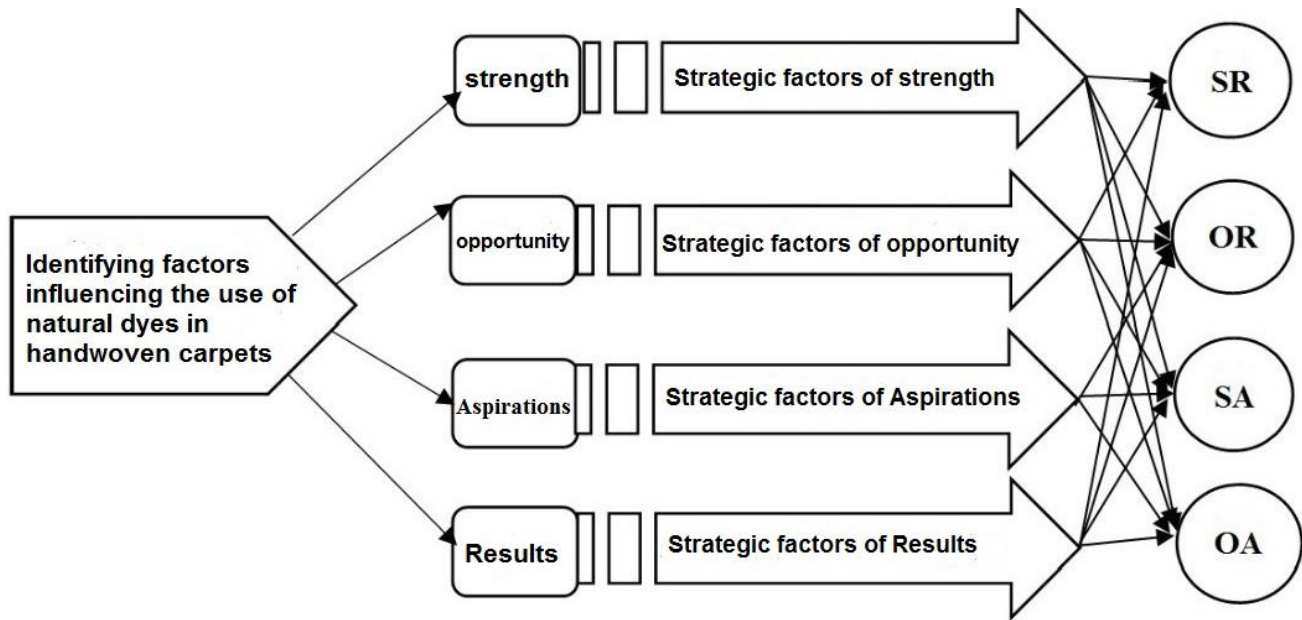 strength
Strategic factors of strength
SR
opportunity
Strategic factors of opportunity
OR
Identifying factors
influencing the use of
natural dyes in
handwoven carpets
Aspirations
Strategic factors of Aspirations
SA
Results
Strategic factors of Results
OA